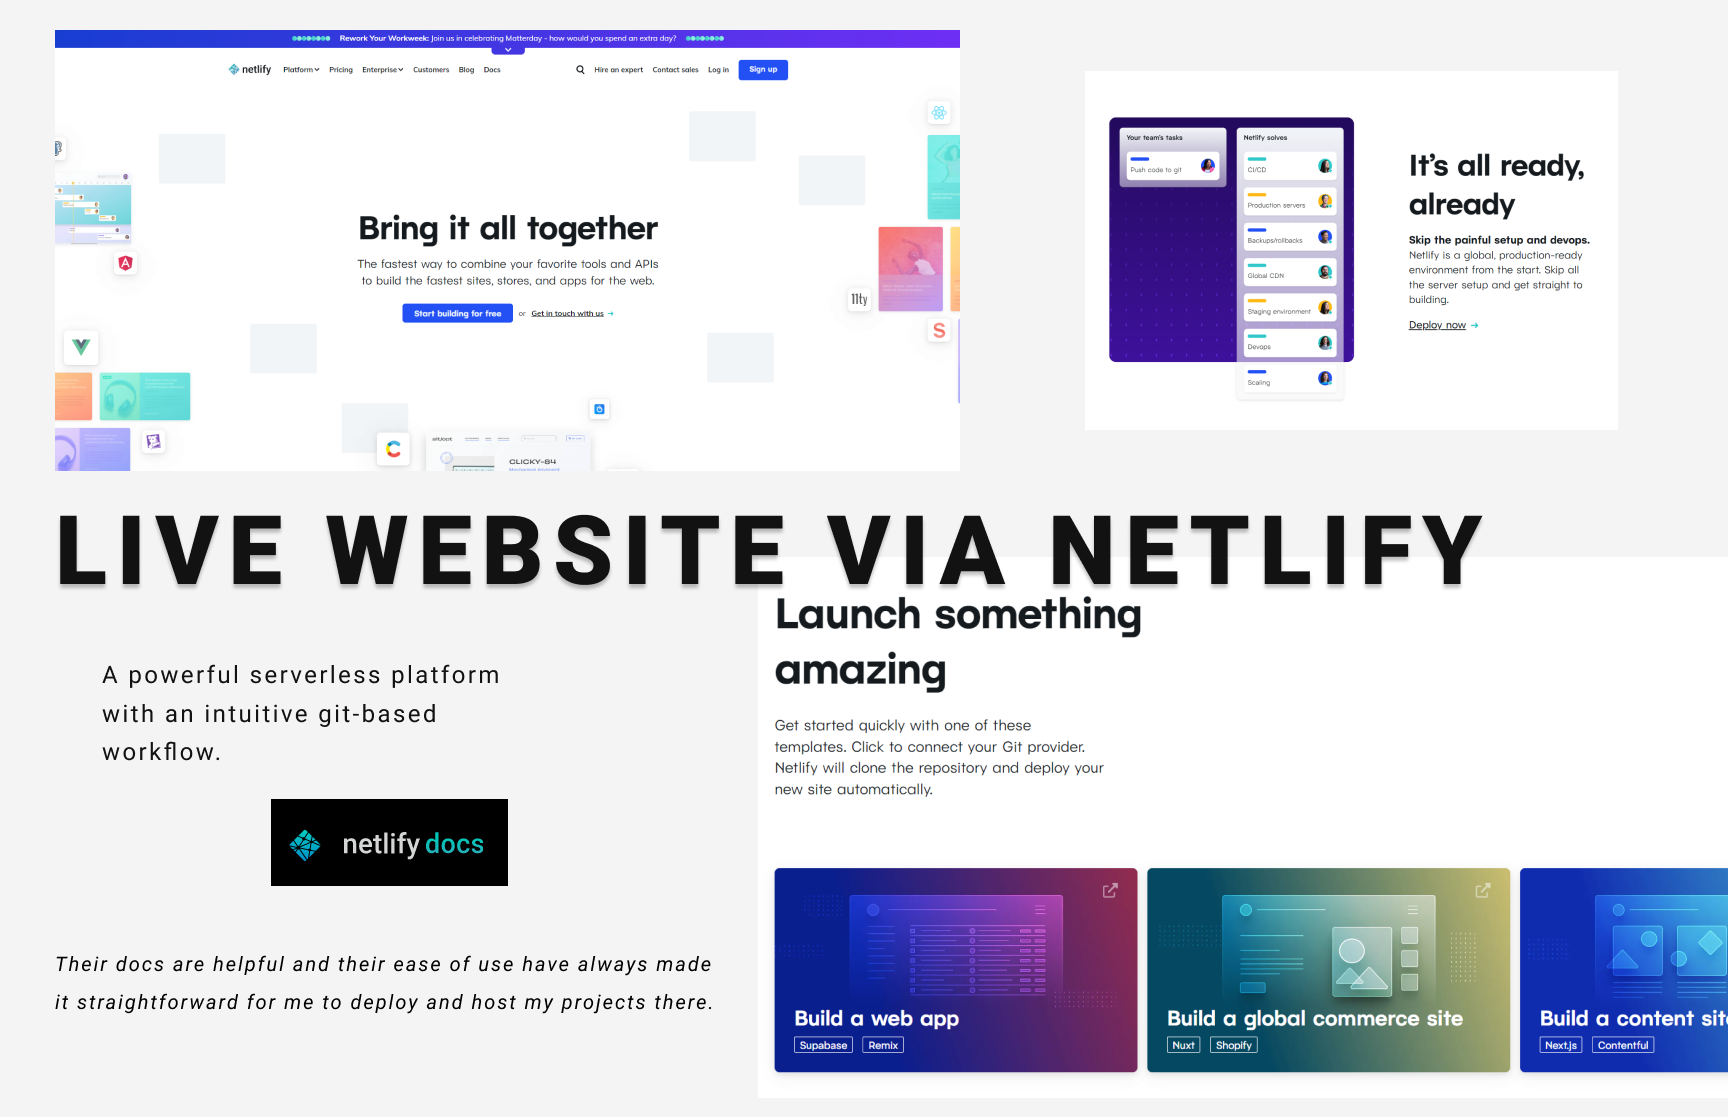 Rework Your Workweek: Join us in celebrating Matterday - how would you spend an extra day?
netlify Platform Pricing Enterprise Customers Blog Docs Hire an expert Contact sales Log in Sign up
Bring it all together
The fastest way to combine your favorite tools and APIs
to build the fastest sites, stores, and apps for the web.
Start building for free or Get in touch with us →
11ty
CLICKY-84
Mechanical Keyboard
Your team's tasks
Push code to git
Netlify solves
CI/CD
Production servers
Backups/rollbacks
Global CDN
Staging environment
Devops
Scaling
It's all ready,
already
Skip the painful setup and devops.
Netlify is a global, production-ready
environment from the start. Skip all
the server setup and get straight to
building.
Deploy now →
LIVE WEBSITE VIA NETLIFY
A powerful serverless platform
with an intuitive git-based
workflow.
netlify docs
Their docs are helpful and their ease of use have always made
it straightforward for me to deploy and host my projects there.
Launch something
amazing
Get started quickly with one of these
templates. Click to connect your Git provider.
Netlify will clone the repository and deploy your
new site automatically.
Build a web app
Supabase Remix
Build a global commerce site
Nuxt Shopify
Build a content sit
Next.js Contentful